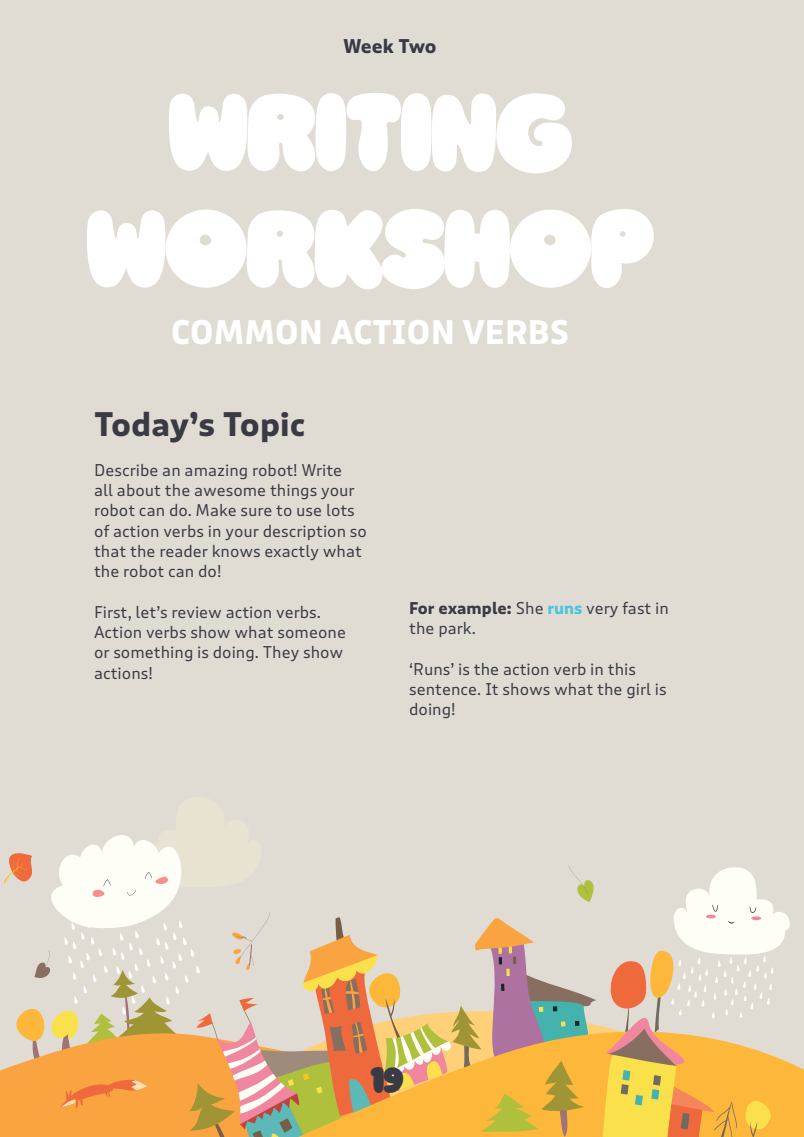 Week Two
WRITING
WORKSHOP
COMMON ACTION VERBS
Today’s Topic
Describe an amazing robot! Write
all about the awesome things your
robot can do. Make sure to use lots
of action verbs in your description so
that the reader knows exactly what
the robot can do!
First, let’s review action verbs.
Action verbs show what someone
or something is doing. They show
actions!
For example: She runs very fast in
the park.
‘Runs’ is the action verb in this
sentence. It shows what the girl is
doing!
19